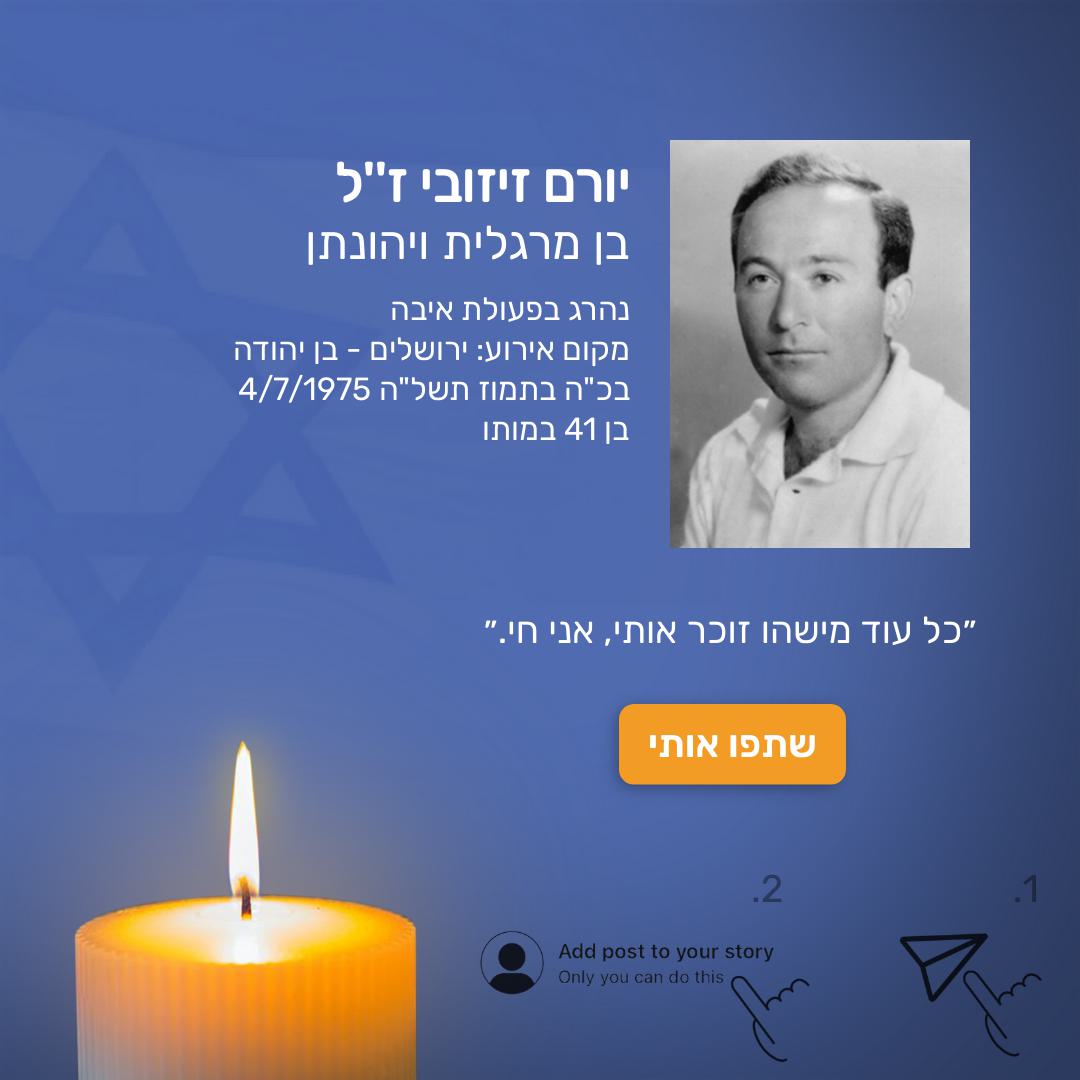 יורם זיזובי ז"ל
בן מרגלית ויהונתן
נהרג בפעולת איבה
מקום אירוע: ירושלים - בן יהודה
בכ"ה בתמוז תשל"ה 4/7/1975
בן 41 במותו
״כל עוד מישהו זוכר אותי, אני חי.״
שתפו אותי
.1
.2
Add post to your story
Only you can do this